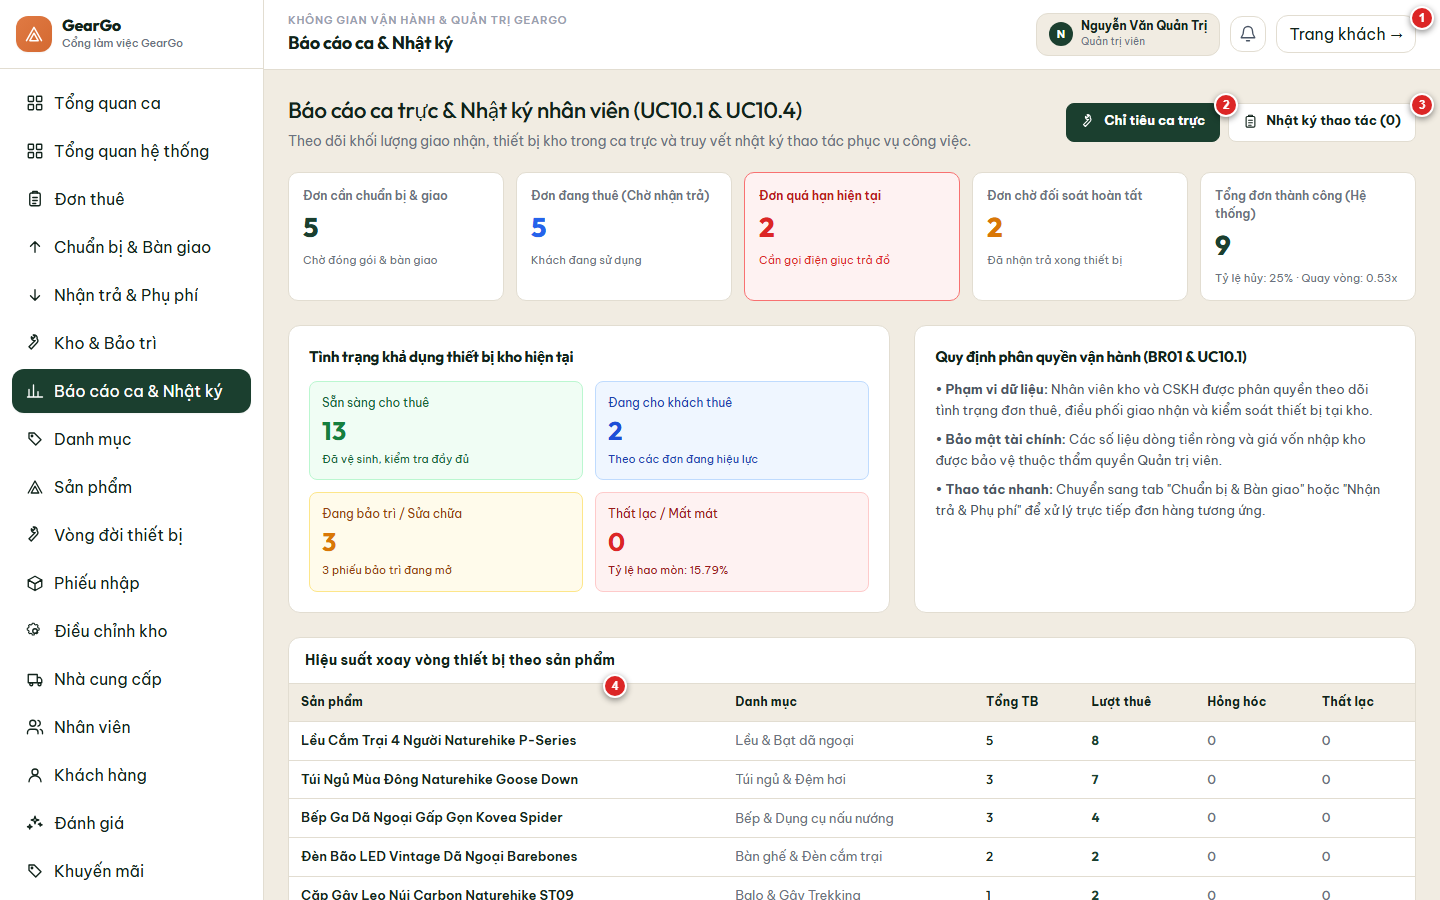 GearGo
Cổng làm việc GearGo
Tổng quan ca
Tổng quan hệ thống
Đơn thuê
Chuẩn bị & Bàn giao
Nhận trả & Phụ phí
Kho & Bảo trì
Báo cáo ca & Nhật ký
Danh mục
Sản phẩm
Vòng đời thiết bị
Phiếu nhập
Điều chỉnh kho
Nhà cung cấp
Nhân viên
Khách hàng
Đánh giá
Khuyến mãi
KHÔNG GIAN VẬN HÀNH & QUẢN TRỊ GEARGO
Báo cáo ca & Nhật ký
N
Nguyễn Văn Quản Trị
Quản trị viên
Trang khách →
1
Báo cáo ca trực & Nhật ký nhân viên (UC10.1 & UC10.4)
Theo dõi khối lượng giao nhận, thiết bị kho trong ca trực và truy vết nhật ký thao tác phục vụ công việc.
Chỉ tiêu ca trực
2
Nhật ký thao tác (0)
3
Đơn cần chuẩn bị & giao
5
Chờ đóng gói & bàn giao
Đơn đang thuê (Chờ nhận trả)
5
Khách đang sử dụng
Đơn quá hạn hiện tại
2
Cần gọi điện giục trả đồ
Đơn chờ đối soát hoàn tất
2
Đã nhận trả xong thiết bị
Tổng đơn thành công (Hệ
thống)
9
Tỷ lệ hủy: 25% · Quay vòng: 0.53x
Tình trạng khả dụng thiết bị kho hiện tại
Sẵn sàng cho thuê
13
Đã vệ sinh, kiểm tra đầy đủ
Đang cho khách thuê
2
Theo các đơn đang hiệu lực
Đang bảo trì / Sửa chữa
3
3 phiếu bảo trì đang mở
Thất lạc / Mất mát
0
Tỷ lệ hao mòn: 15.79%
Quy định phân quyền vận hành (BR01 & UC10.1)
• Phạm vi dữ liệu: Nhân viên kho và CSKH được phân quyền theo dõi
tình trạng đơn thuê, điều phối giao nhận và kiểm soát thiết bị tại kho.
• Bảo mật tài chính: Các số liệu dòng tiền ròng và giá vốn nhập kho
được bảo vệ thuộc thẩm quyền Quản trị viên.
• Thao tác nhanh: Chuyển sang tab "Chuẩn bị & Bàn giao" hoặc "Nhận
trả & Phụ phí" để xử lý trực tiếp đơn hàng tương ứng.
Hiệu suất xoay vòng thiết bị theo sản phẩm
4
Sản phẩm Danh mục Tổng TB Lượt thuê Hỏng hóc Thất lạc
Lều Cắm Trại 4 Người Naturehike P-Series Lều & Bạt dã ngoại 5 8 0 0
Túi Ngủ Mùa Đông Naturehike Goose Down Túi ngủ & Đệm hơi 3 7 0 0
Bếp Ga Dã Ngoại Gấp Gọn Kovea Spider Bếp & Dụng cụ nấu nướng 3 4 0 0
Đèn Bão LED Vintage Dã Ngoại Barebones Bàn ghế & Đèn cắm trại 2 2 0 0
Cặp Gậy Leo Núi Carbon Naturehike ST09 Balo & Gậy Trekking 1 2 0 0